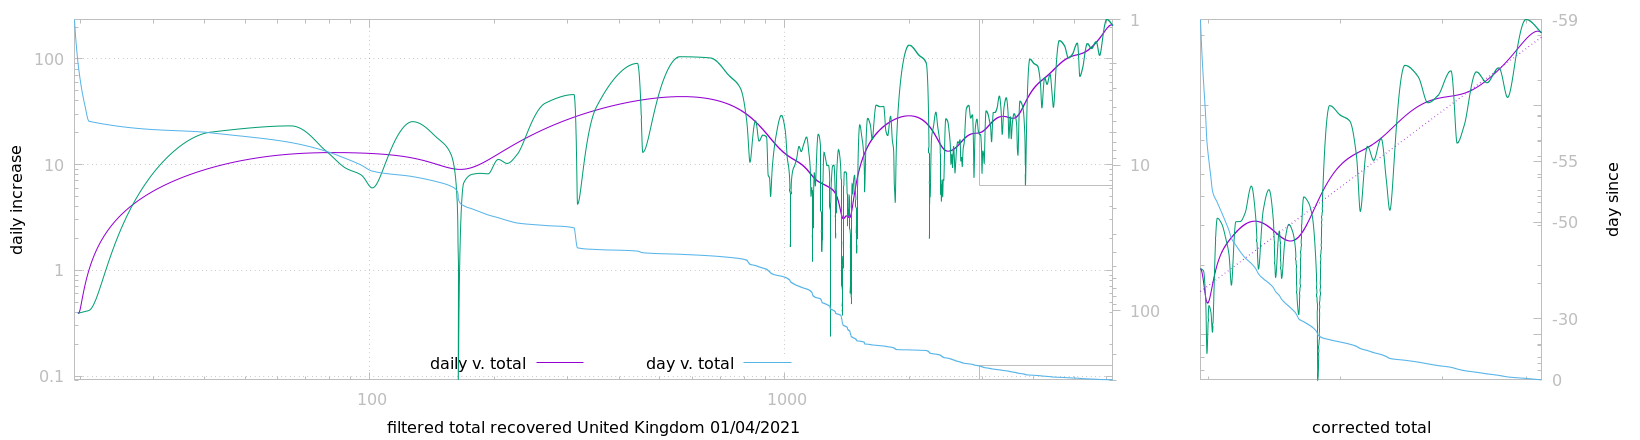 100
10
1
0.1
daily increase
100
1000
1
10
100
daily v. total
day v. total
filtered total recovered United Kingdom 01/04/2021
-59
-55
-50
-30
0
day since
corrected total